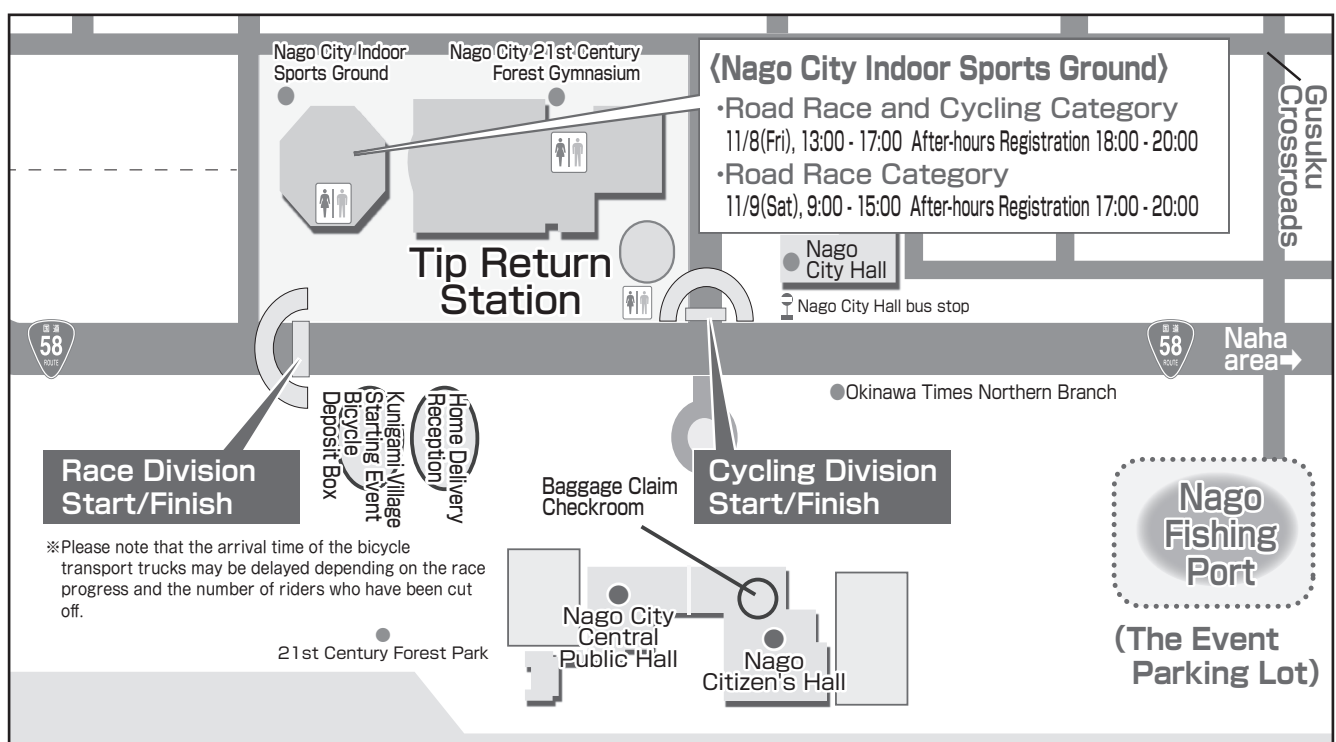 Nago City Indoor
Sports Ground
Nago City 21st Century
Forest Gymnasium
《Nago City Indoor Sports Ground》
・Road Race and Cycling Category
11/8(Fri), 13:00 - 17:00 After-hours Registration 18:00 - 20:00
・Road Race Category
11/9(Sat), 9:00 - 15:00 After-hours Registration 17:00 - 20:00
Gusuku
Crossroads
Tip Return
Station
Nago
City Hall
Nago City Hall bus stop
国道
58
ROUTE
国道
58
ROUTE
Naha
area➡
Okinawa Times Northern Branch
Kunigami Village
Starting Event
Bicycle
Deposit Box
Home Delivery
Reception
Race Division
Start/Finish
Cycling Division
Start/Finish
Baggage Claim
Checkroom
※Please note that the arrival time of the bicycle
transport trucks may be delayed depending on the race
progress and the number of riders who have been cut
off.
21st Century Forest Park
Nago City
Central
Public Hall
Nago
Citizen's Hall
Nago
Fishing
Port
(The Event
Parking Lot)